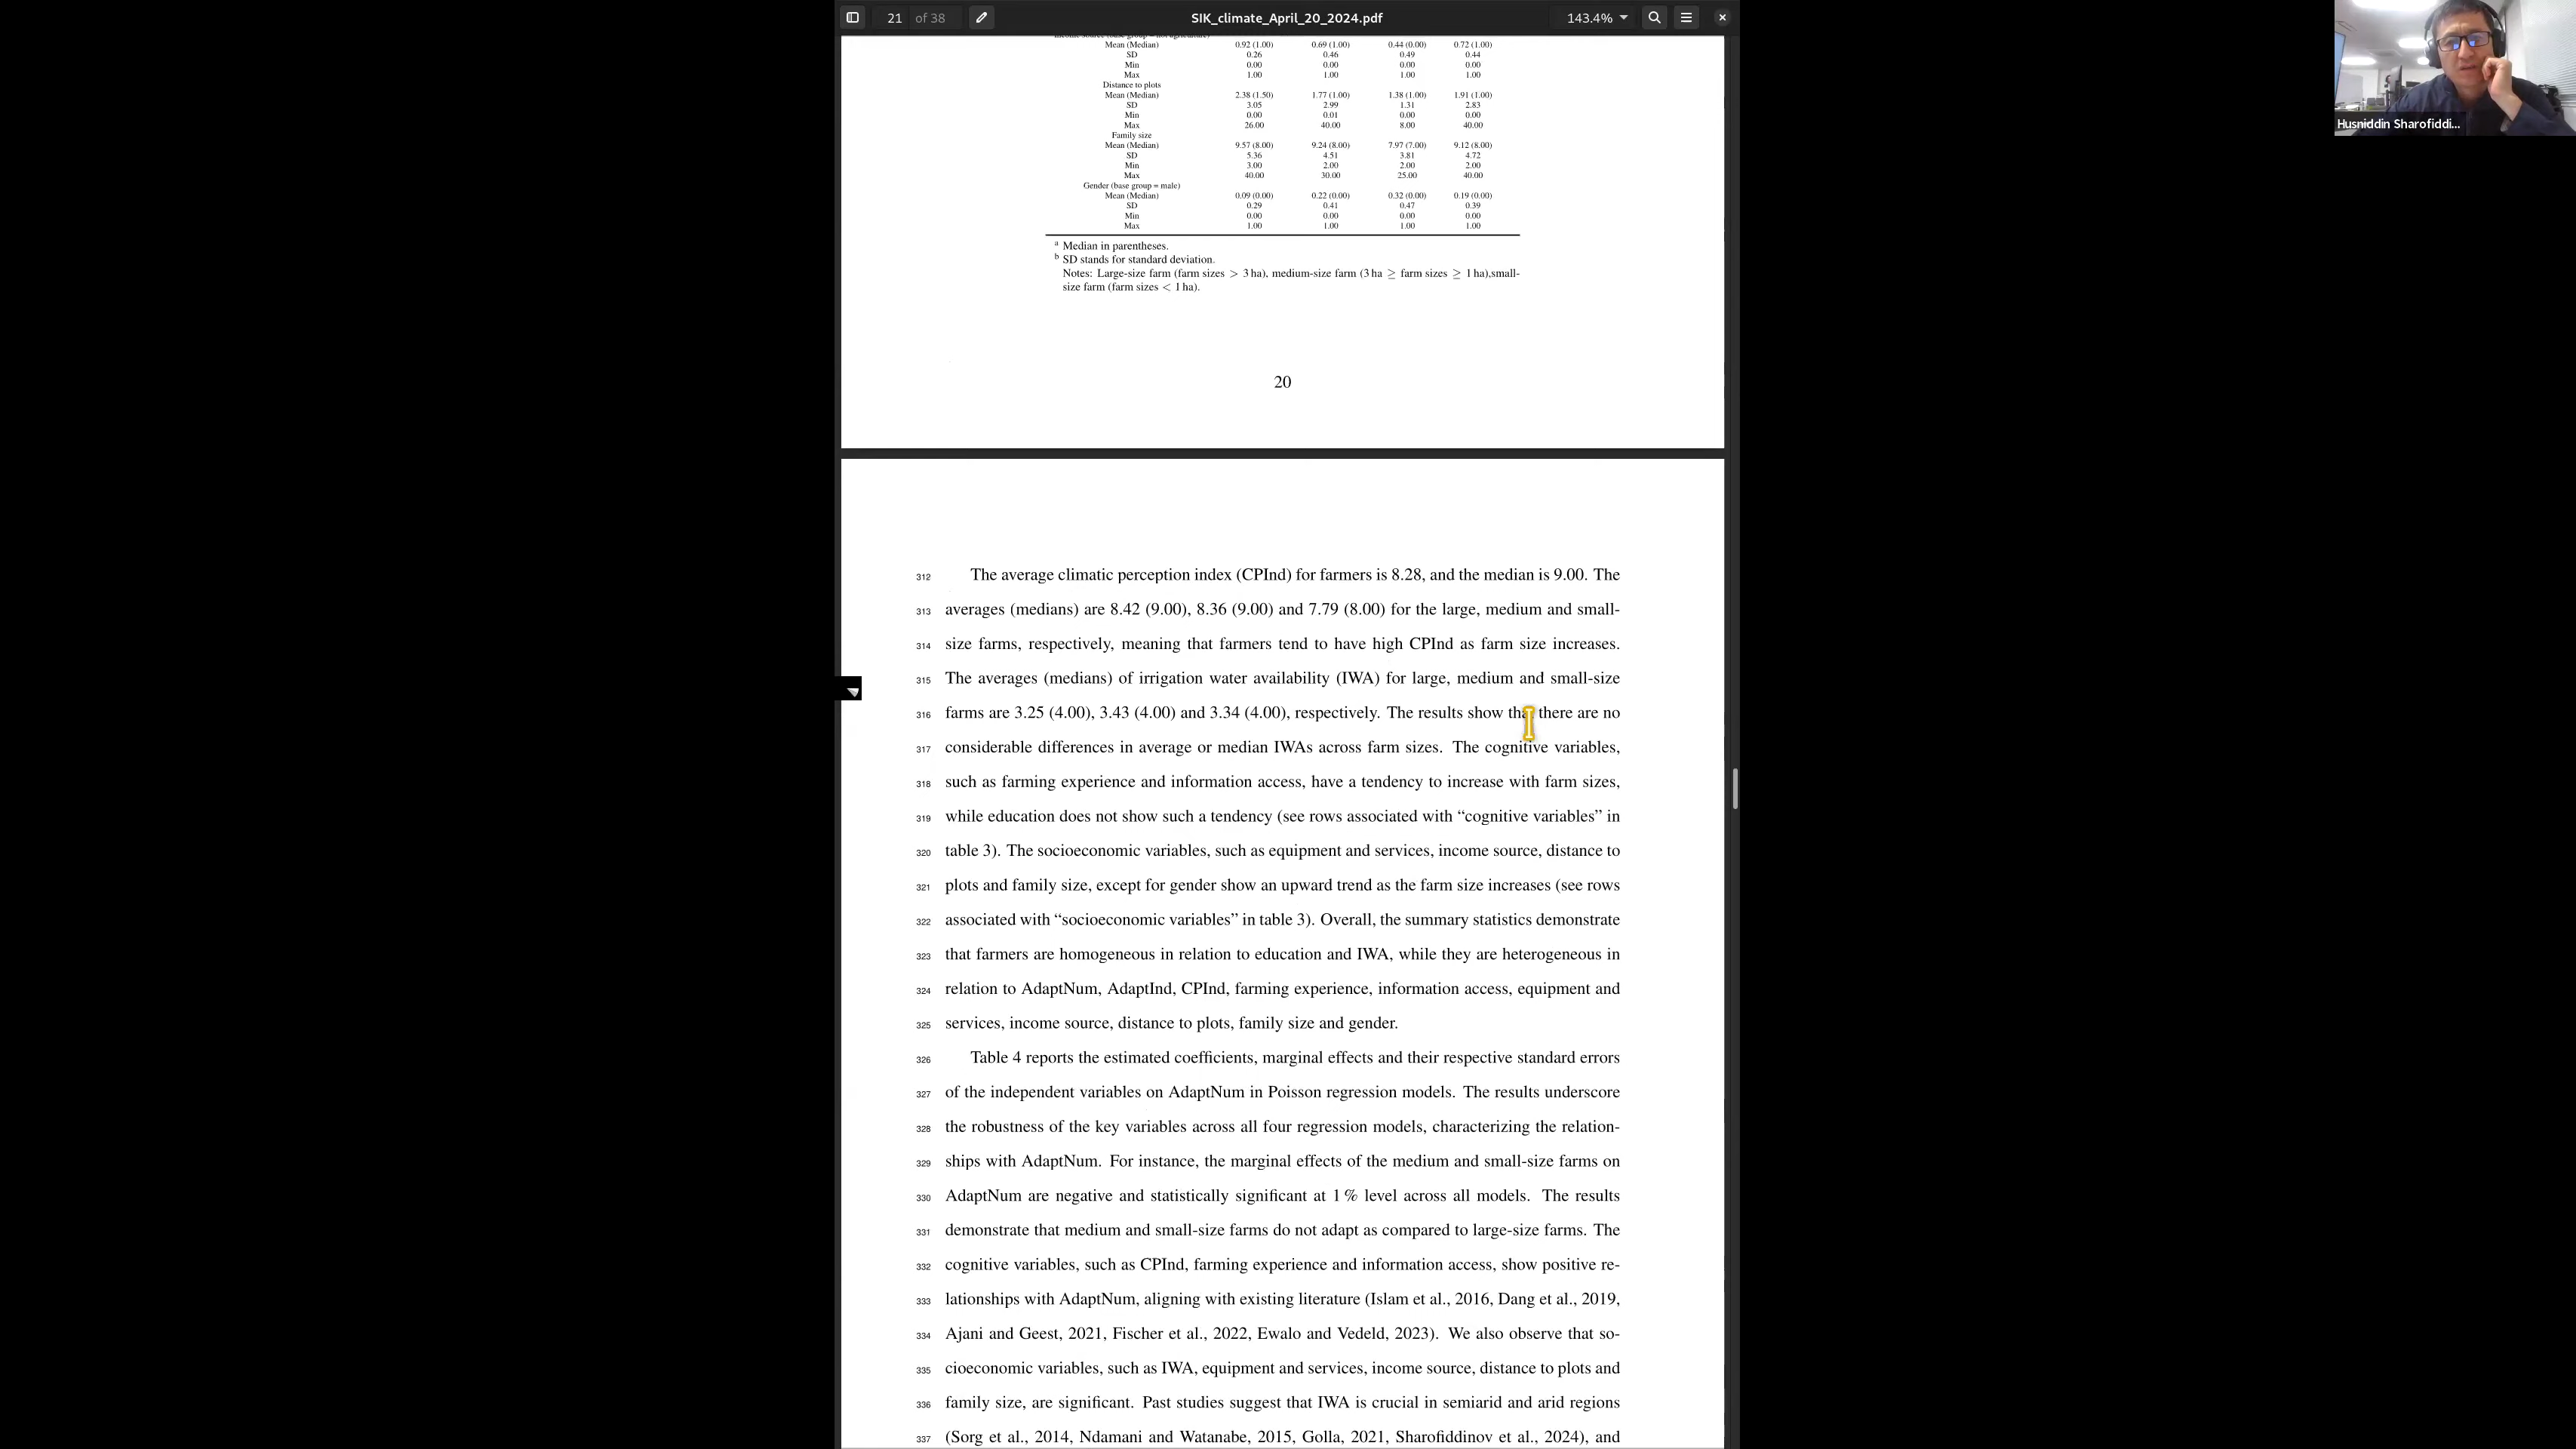 21 of 38
SIK_climate_April_20_2024.pdf
143.4%
Husniddin Sharofiddi...
Mean (Median) 0.92 (1.00) 0.69 (1.00) 0.44 (0.00) 0.72 (1.00)
SD 0.26 0.46 0.49 0.44
Min 0.00 0.00 0.00 0.00
Max 1.00 1.00 1.00 1.00
Distance to plots
Mean (Median) 2.38 (1.50) 1.77 (1.00) 1.38 (1.00) 1.91 (1.00)
SD 3.05 2.99 1.31 2.83
Min 0.00 0.01 0.00 0.00
Max 26.00 40.00 8.00 40.00
Family size
Mean (Median) 9.57 (8.00) 9.24 (8.00) 7.97 (7.00) 9.12 (8.00)
SD 5.36 4.51 3.81 4.72
Min 3.00 2.00 2.00 2.00
Max 40.00 30.00 25.00 40.00
Gender (base group = male)
Mean (Median) 0.09 (0.00) 0.22 (0.00) 0.32 (0.00) 0.19 (0.00)
SD 0.29 0.41 0.47 0.39
Min 0.00 0.00 0.00 0.00
Max 1.00 1.00 1.00 1.00
a Median in parentheses.
b SD stands for standard deviation.
Notes: Large-size farm (farm sizes > 3 ha), medium-size farm (3 ha ≥ farm sizes ≥ 1 ha),small-
size farm (farm sizes < 1 ha).
20
312 The average climatic perception index (CPInd) for farmers is 8.28, and the median is 9.00. The
313 averages (medians) are 8.42 (9.00), 8.36 (9.00) and 7.79 (8.00) for the large, medium and small-
314 size farms, respectively, meaning that farmers tend to have high CPInd as farm size increases.
315 The averages (medians) of irrigation water availability (IWA) for large, medium and small-size
316 farms are 3.25 (4.00), 3.43 (4.00) and 3.34 (4.00), respectively. The results show that there are no
317 considerable differences in average or median IWAs across farm sizes. The cognitive variables,
318 such as farming experience and information access, have a tendency to increase with farm sizes,
319 while education does not show such a tendency (see rows associated with “cognitive variables” in
320 table 3). The socioeconomic variables, such as equipment and services, income source, distance to
321 plots and family size, except for gender show an upward trend as the farm size increases (see rows
322 associated with “socioeconomic variables” in table 3). Overall, the summary statistics demonstrate
323 that farmers are homogeneous in relation to education and IWA, while they are heterogeneous in
324 relation to AdaptNum, AdaptInd, CPInd, farming experience, information access, equipment and
325 services, income source, distance to plots, family size and gender.
326 Table 4 reports the estimated coefficients, marginal effects and their respective standard errors
327 of the independent variables on AdaptNum in Poisson regression models. The results underscore
328 the robustness of the key variables across all four regression models, characterizing the relation-
329 ships with AdaptNum. For instance, the marginal effects of the medium and small-size farms on
330 AdaptNum are negative and statistically significant at 1 % level across all models. The results
331 demonstrate that medium and small-size farms do not adapt as compared to large-size farms. The
332 cognitive variables, such as CPInd, farming experience and information access, show positive re-
333 lationships with AdaptNum, aligning with existing literature (Islam et al., 2016, Dang et al., 2019,
334 Ajani and Geest, 2021, Fischer et al., 2022, Ewalo and Vedeld, 2023). We also observe that so-
335 cioeconomic variables, such as IWA, equipment and services, income source, distance to plots and
336 family size, are significant. Past studies suggest that IWA is crucial in semiarid and arid regions
337 (Sorg et al., 2014, Ndamani and Watanabe, 2015, Golla, 2021, Sharofiddinov et al., 2024), and